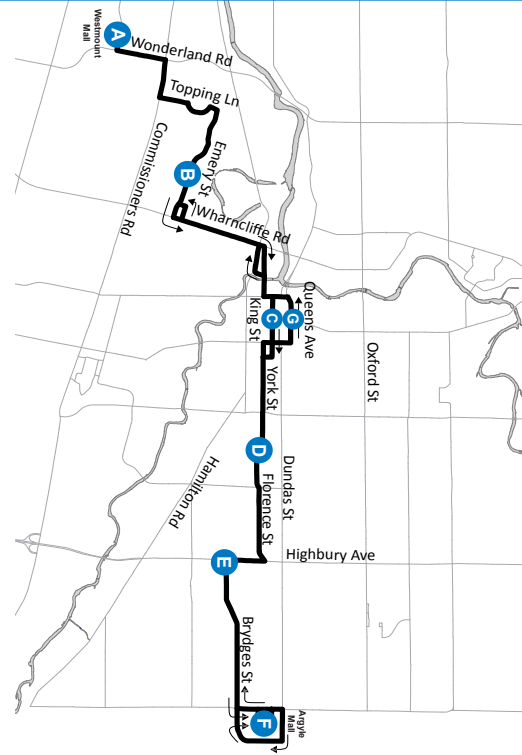 A
Westmount
Mall
Wonderland Rd
Topping Ln
Commissioners Rd
Emery St
B
Wharncliffe Rd
Queens Ave
King St
C
G
York St
Oxford St
D
Dundas St
Florence St
Hamilton Rd
Highbury Ave
E
Brydges St
Argyle
Mall
F